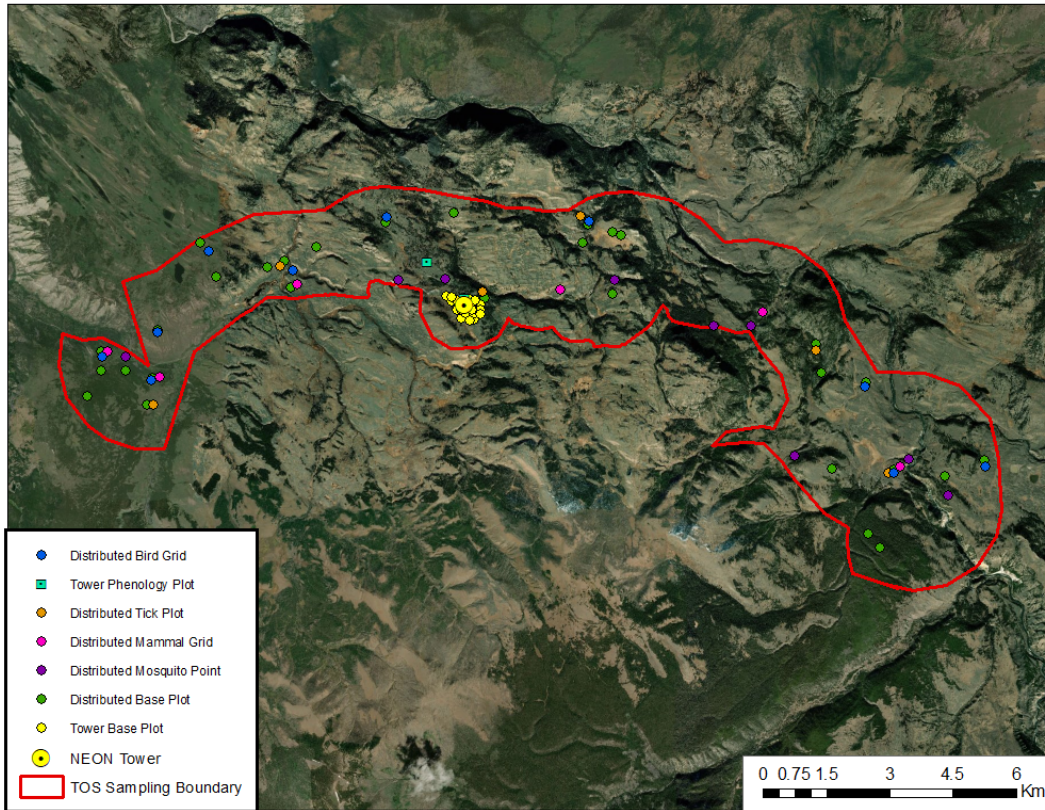 Distributed Bird Grid
Tower Phenology Plot
Distributed Tick Plot
Distributed Mammal Grid
Distributed Mosquito Point
Distributed Base Plot
Tower Base Plot
NEON Tower
TOS Sampling Boundary
0 0.75 1.5 3 4.5 6
Km